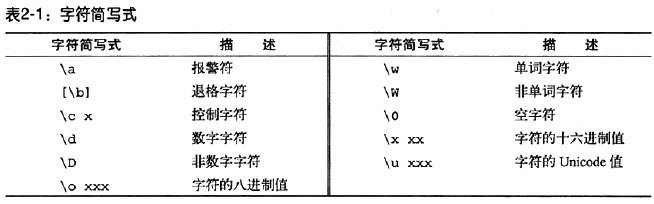 表2-1：字符简写式
字符简写式 描 述 字符简写式 描 述
\a 报警符 \w 单词字符
[\b] 退格字符 \W 非单词字符
\c x 控制字符 \0 空字符
\d 数字字符 \x xx 字符的十六进制值
\D 非数字字符 \u xxx 字符的 Unicode 值
\o xxx 字符的八进制值